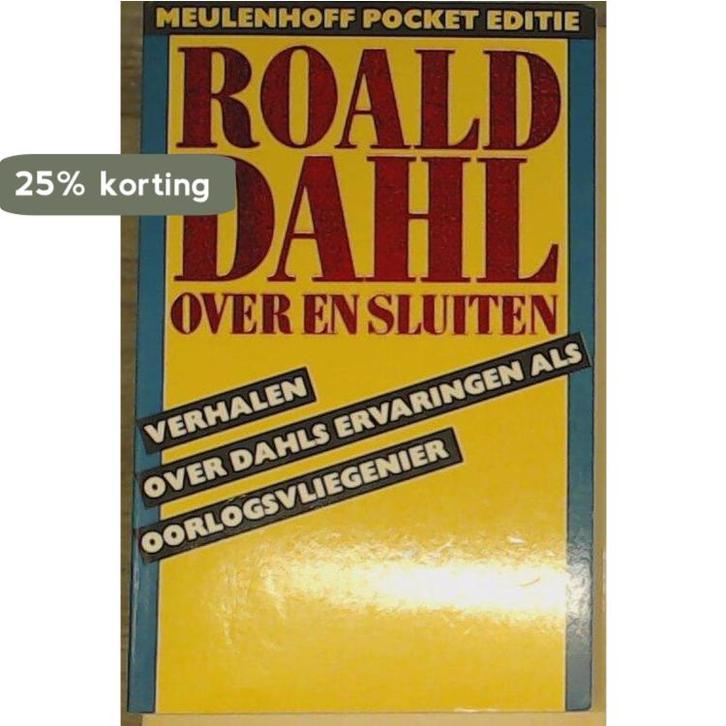 MEULENHOFF POCKET EDITIE
ROALD
25% korting
DAHL
OVER EN SLUITEN
VERHALEN
OVER DAHLS ERVARINGEN ALS
OORLOGSVLIEGENIER